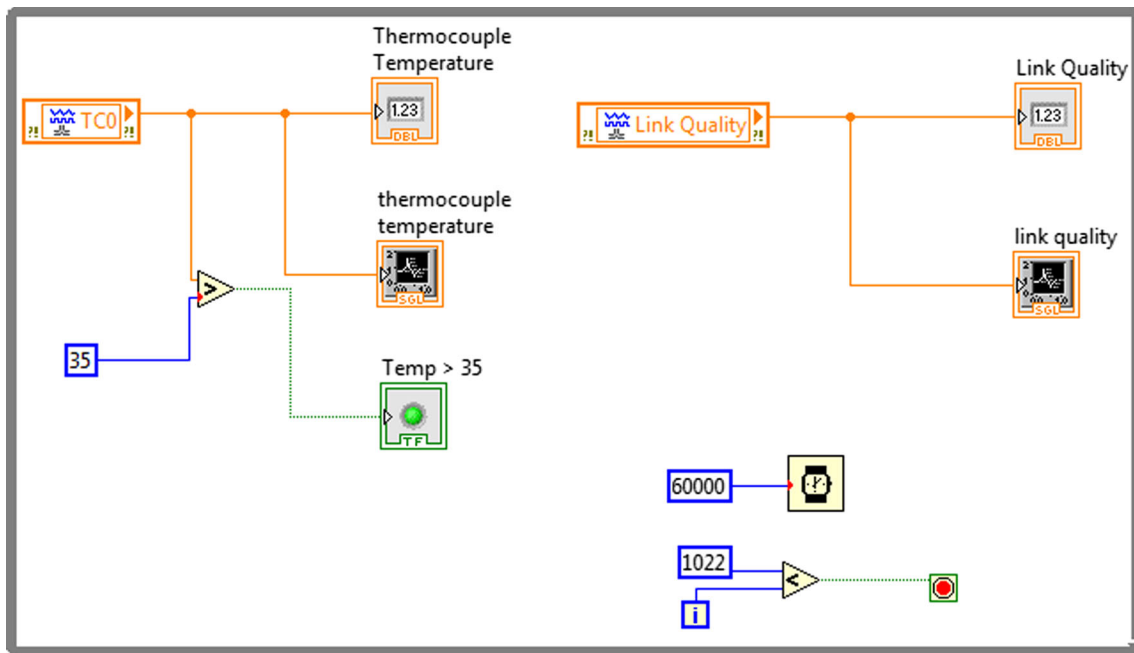 Thermocouple
Temperature
?!
TC0
?!
1.23
DBL
thermocouple
temperature
SGL
>
35
Temp > 35
TF
Link Quality
?!
Link Quality
?!
1.23
DBL
link quality
SGL
60000
1022
<
i